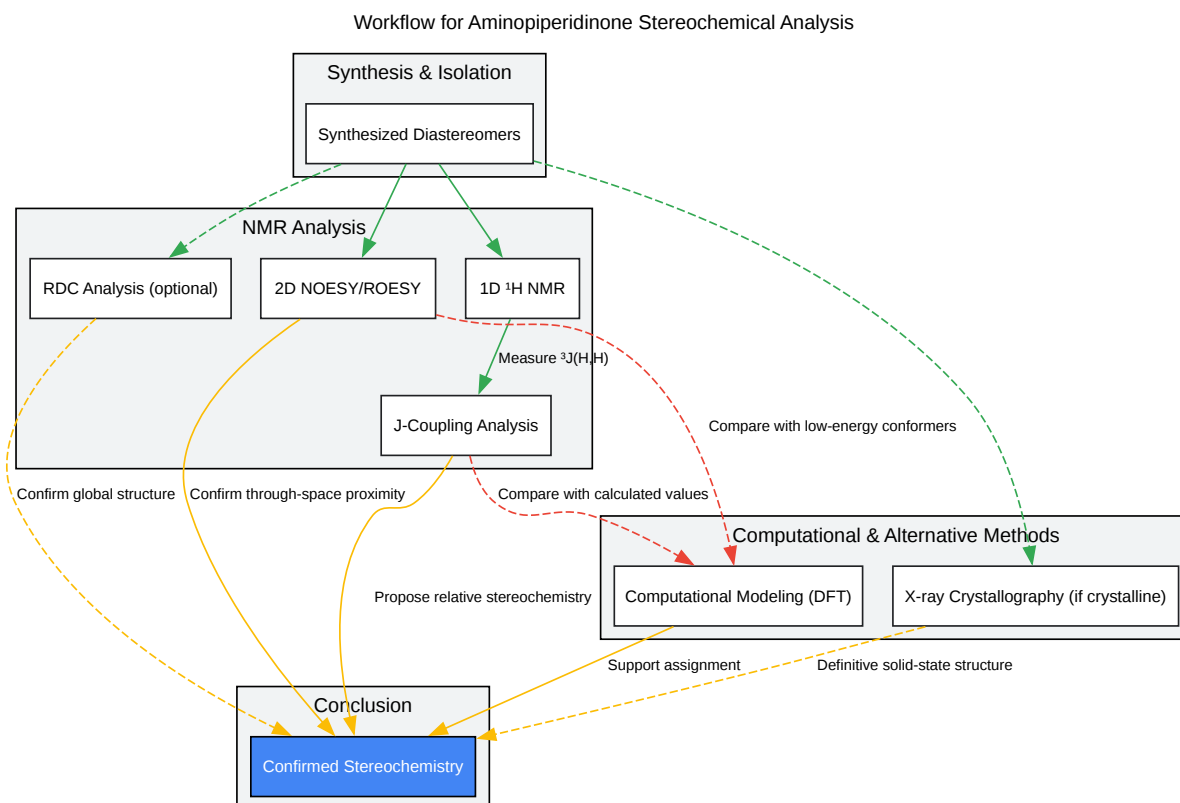 Workflow for Aminopiperidinone Stereochemical Analysis
Synthesis & Isolation
Synthesized Diastereomers
NMR Analysis
RDC Analysis (optional)
2D NOESY/ROESY
1D ¹H NMR
Measure ³J(H,H)
J-Coupling Analysis
Compare with low-energy conformers
Confirm global structure
Confirm through-space proximity
Compare with calculated values
Computational & Alternative Methods
Computational Modeling (DFT)
X-ray Crystallography (if crystalline)
Propose relative stereochemistry
Support assignment
Definitive solid-state structure
Conclusion
Confirmed Stereochemistry